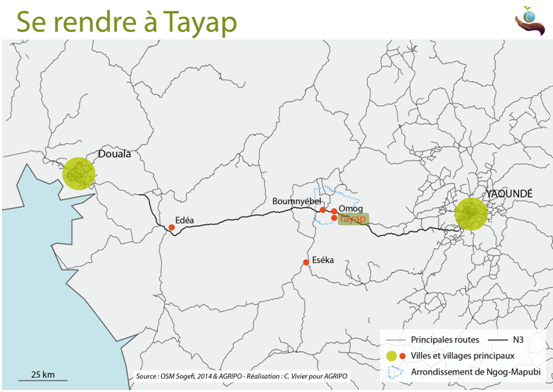 Se rendre à Tayap
Douala
YAOUNDÉ
Boumnyébel
Omog
Tayap
Edéa
Eséka
Principales routes
N3
Villes et villages principaux
Arrondissement de Ngog-Mapubi
25 km
Source : OSM Sogefi, 2014 & AGRIPO - Réalisation : C. Vivier pour AGRIPO